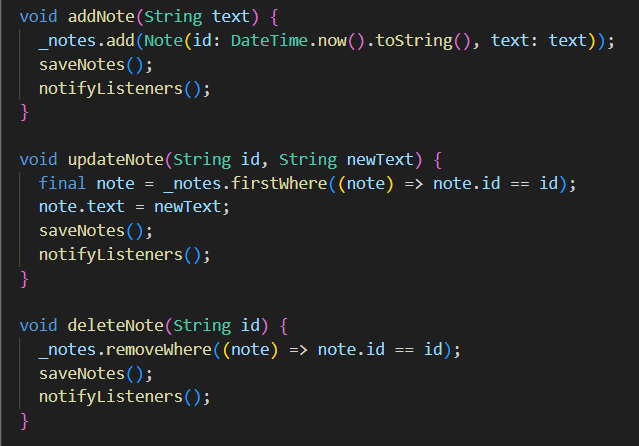 void addNote(String text) {
  _notes.add(Note(id: DateTime.now().toString(), text: text));
  saveNotes();
  notifyListeners();
}

void updateNote(String id, String newText) {
  final note = _notes.firstWhere((note) => note.id == id);
  note.text = newText;
  saveNotes();
  notifyListeners();
}

void deleteNote(String id) {
  _notes.removeWhere((note) => note.id == id);
  saveNotes();
  notifyListeners();
}